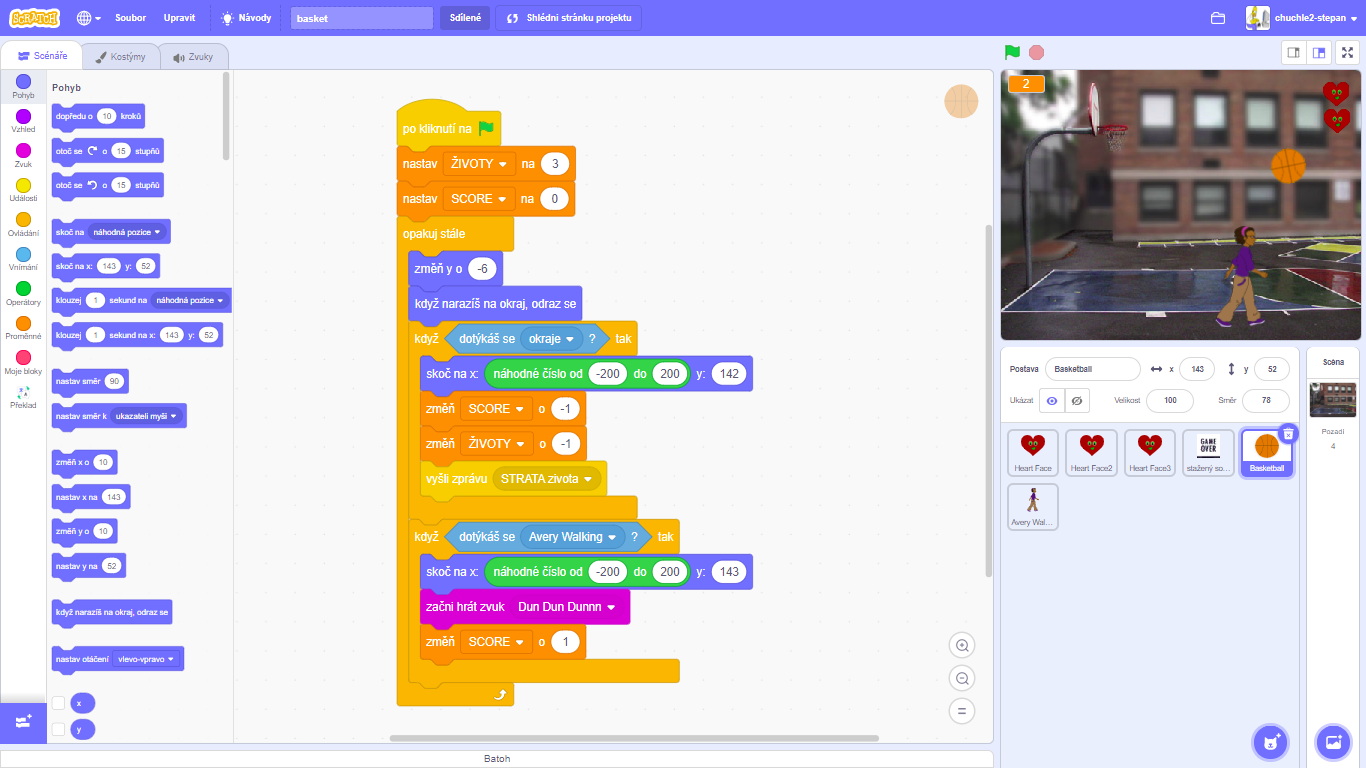 SCRATCH
Soubor
Upravit
Návody
basket
Sdílené
Shlédni stránku projektu
chuchle2-stepan
Scénáře
Kostýmy
Zvuky
Pohyb
Vzhled
Zvuk
Události
Ovládání
Vnímání
Operátory
Proměnné
Moje bloky
Překlad
Pohyb
dopředu o 10 kroků
otoč se o 15 stupňů
otoč se o 15 stupňů
skoč na náhodná pozice
skoč na x: 143 y: 52
klouzej 1 sekund na náhodná pozice
klouzej 1 sekund na x: 143 y: 52
nastav směr 90
nastav směr k ukazateli myši
změň x o 10
nastav x na 143
změň y o 10
nastav y na 52
když narazíš na okraj, odraz se
nastav otáčení vlevo-vpravo
x
y
po kliknutí na
nastav ŽIVOTY na 3
nastav SCORE na 0
opakuj stále
změň y o -6
když narazíš na okraj, odraz se
když dotýkáš se okraje ? tak
skoč na x: náhodné číslo od -200 do 200 y: 142
změň SCORE o -1
změň ŽIVOTY o -1
vyšli zprávu STRATA života
když dotýkáš se Avery Walking ? tak
skoč na x: náhodné číslo od -200 do 200 y: 143
začni hrát zvuk Dun Dun Dunnn
změň SCORE o 1
Batoh
2
Postava Basketball x 143 y 52
Ukázat Velikost 100 Směr 78
Heart Face
Heart Face2
Heart Face3
GAME
OVER
stažený so...
Basketball
Avery Wal...
Scéna
Pozadí
4